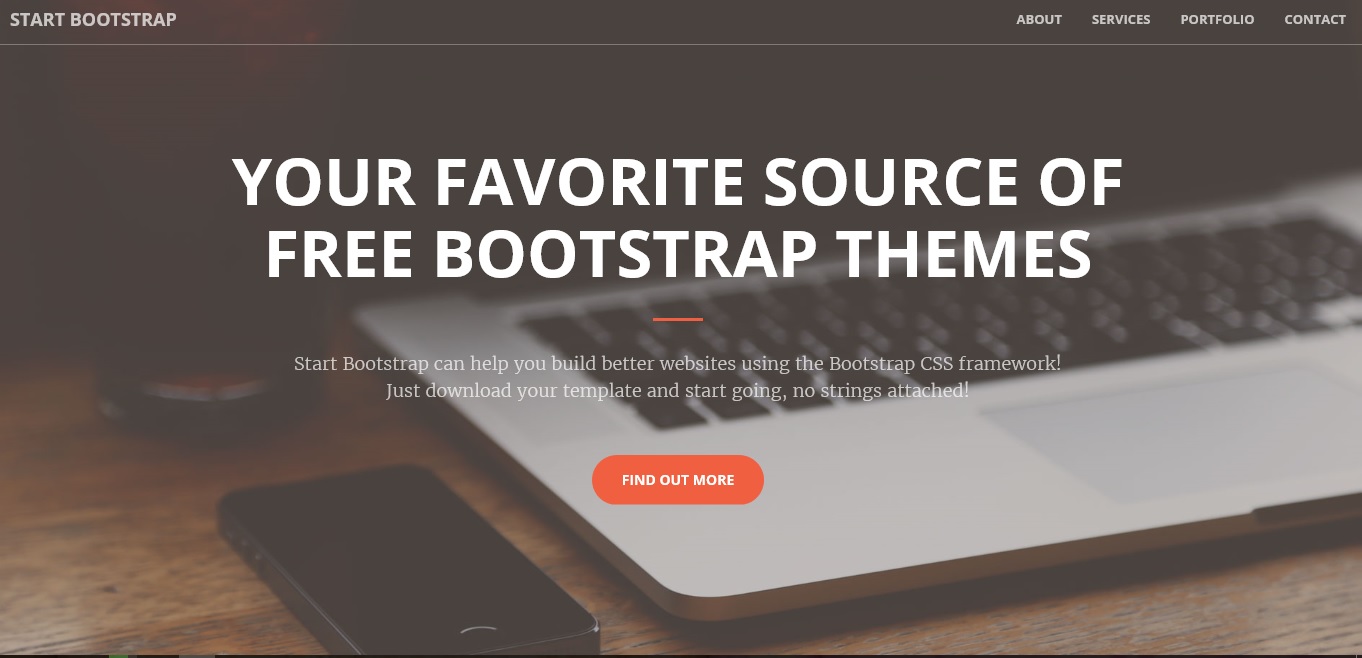 START BOOTSTRAP
ABOUT SERVICES PORTFOLIO CONTACT
YOUR FAVORITE SOURCE OF
FREE BOOTSTRAP THEMES
Start Bootstrap can help you build better websites using the Bootstrap CSS framework!
Just download your template and start going, no strings attached!
FIND OUT MORE